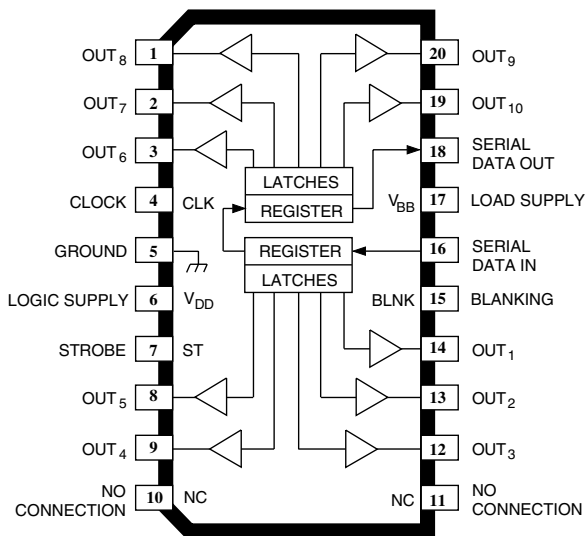 OUT8 1 20 OUT9
OUT7 2 19 OUT10
OUT6 3 18 SERIAL DATA OUT
LATCHES
CLOCK 4 CLK REGISTER VBB 17 LOAD SUPPLY
GROUND 5 REGISTER 16 SERIAL DATA IN
LATCHES
LOGIC SUPPLY 6 VDD BLNK 15 BLANKING
STROBE 7 ST 14 OUT1
OUT5 8 13 OUT2
OUT4 9 12 OUT3
NO CONNECTION 10 NC NC 11 NO CONNECTION